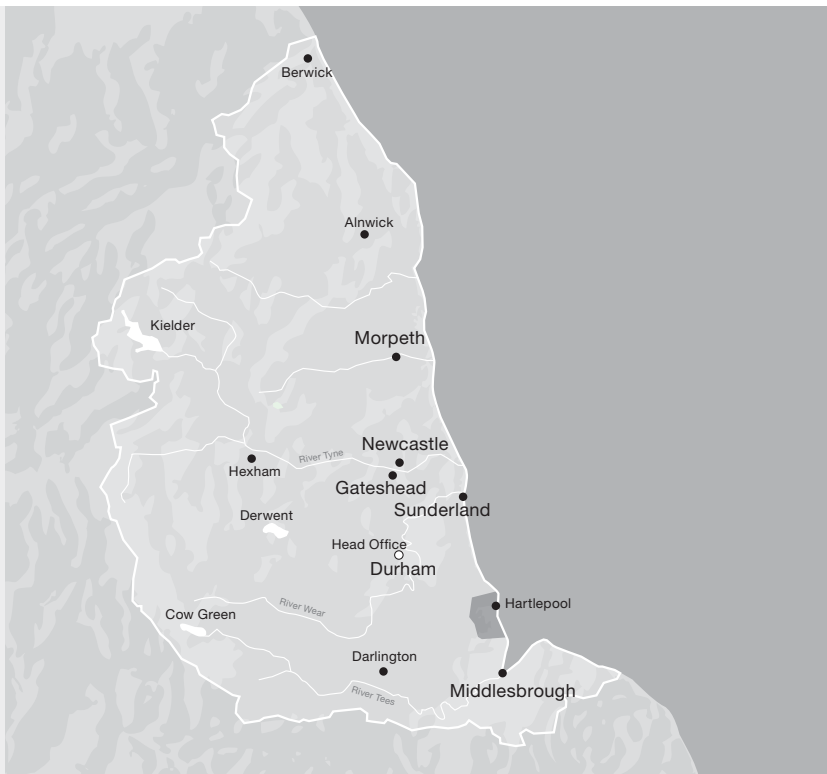 Berwick
Alnwick
Kielder
Morpeth
Newcastle
River Tyne
Hexham
Gateshead
Sunderland
Derwent
Head Office
Durham
Hartlepool
River Wear
Cow Green
Darlington
Middlesbrough
River Tees